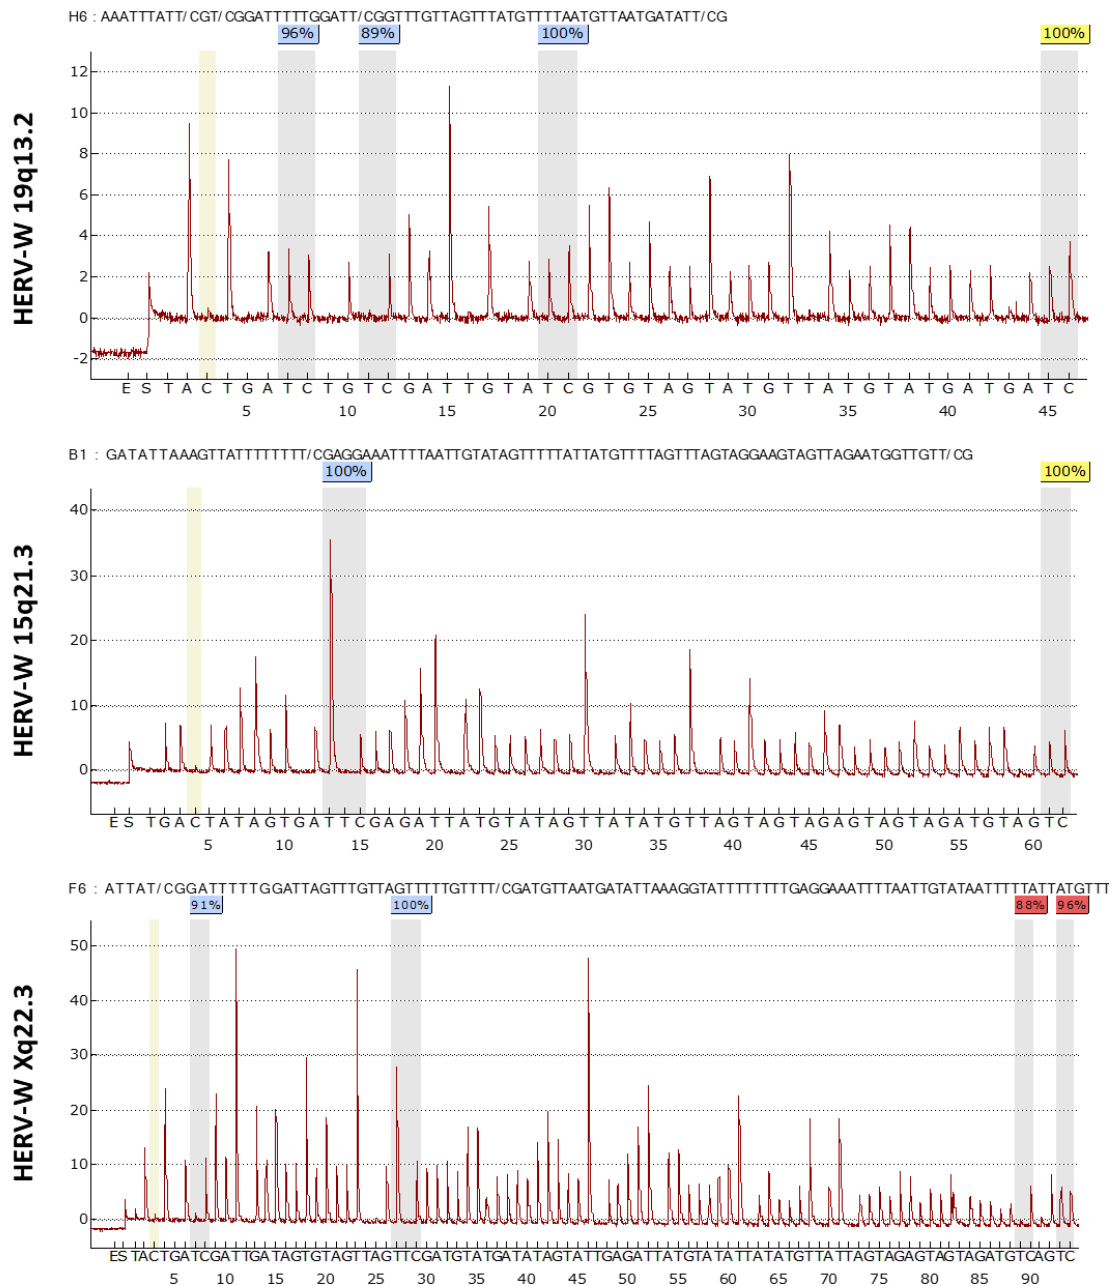 H6 : AAATTTATT/CGT/CGGATTTTTGGATT/CGGTTTGTTAGTTTATGTTTTAATGTTAATGATATT/CG
96% 89% 100% 100%
HERV-W 19q13.2
12
10
8
6
4
2
0
-2
E S T A C T G A T C T G T C G A T T G T A T C G T G T A G T A T G T T A T G T A T G A T G A T C
5 10 15 20 25 30 35 40 45
B1 : GATATTAAAGTTATTTTTTTT/CGAGGAAATTTTAATTGTATAGTTTTTATTATGTTTTAGTTTAGTAGGAAGTAGTTAGAATGGTTGTT/CG
100% 100%
HERV-W 15q21.3
40
30
20
10
0
E S T G A C T A T A G T G A T T C G A G A T T A T G T A T A G T T A T A T G T T A G T A G T A G A G T A G T A G A T G T A G T C
5 10 15 20 25 30 35 40 45 50 55 60
F6 : ATTAT/CGGATTTTTGGATTAGTTTGTTAGTTTTTGTTTT/CGATGTTAATGATATTAAAGGTATTTTTTTTGAGGAAATTTTAATTGTATAATTTTTATTATGTTT
91% 100% 88% 96%
HERV-W Xq22.3
50
40
30
20
10
0
ESTACTGATCGATTGATAGTGTAGTTAGTTCGATGTATGATATAGTATTGAGATTATGTATATTATATGTTATTAGTAGAGTAGTAGATGTCAGTC
5 10 15 20 25 30 35 40 45 50 55 60 65 70 75 80 85 90